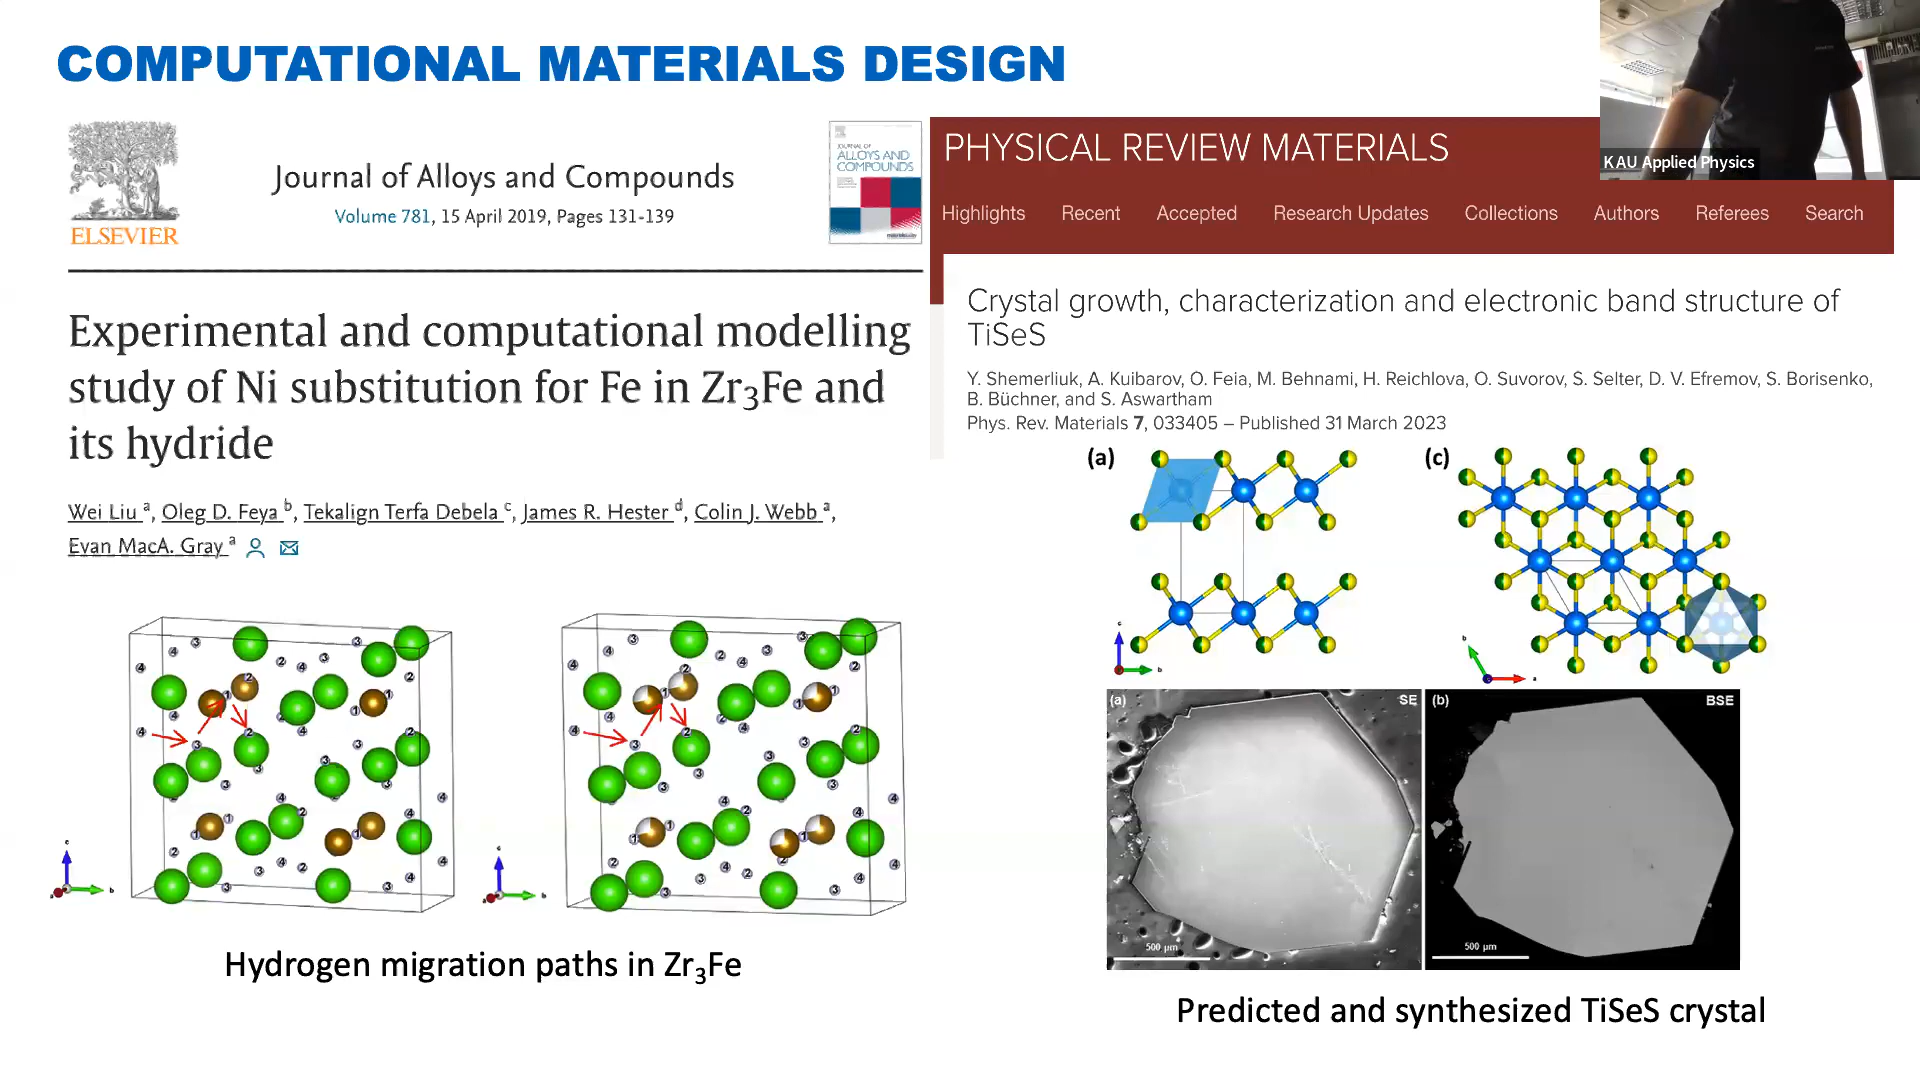 COMPUTATIONAL MATERIALS DESIGN
ELSEVIER
Journal of Alloys and Compounds
Volume 781, 15 April 2019, Pages 131-139
JOURNAL OF
ALLOYS AND
COMPOUNDS
Experimental and computational modelling
study of Ni substitution for Fe in Zr₃Fe and
its hydride
Wei Liu ᵃ, Oleg D. Feya ᵇ, Tekalign Terfa Debela ᶜ, James R. Hester ᵈ, Colin J. Webb ᵃ,
Evan MacA. Gray ᵃ
Hydrogen migration paths in Zr₃Fe
KAU Applied Physics
PHYSICAL REVIEW MATERIALS
Highlights Recent Accepted Research Updates Collections Authors Referees Search
Crystal growth, characterization and electronic band structure of
TiSeS
Y. Shemerliuk, A. Kuibarov, O. Feia, M. Behnami, H. Reichlova, O. Suvorov, S. Selter, D. V. Efremov, S. Borisenko,
B. Büchner, and S. Aswartham
Phys. Rev. Materials 7, 033405 – Published 31 March 2023
(a)
(c)
(a) SE
500 µm
(b) BSE
500 µm
Predicted and synthesized TiSeS crystal